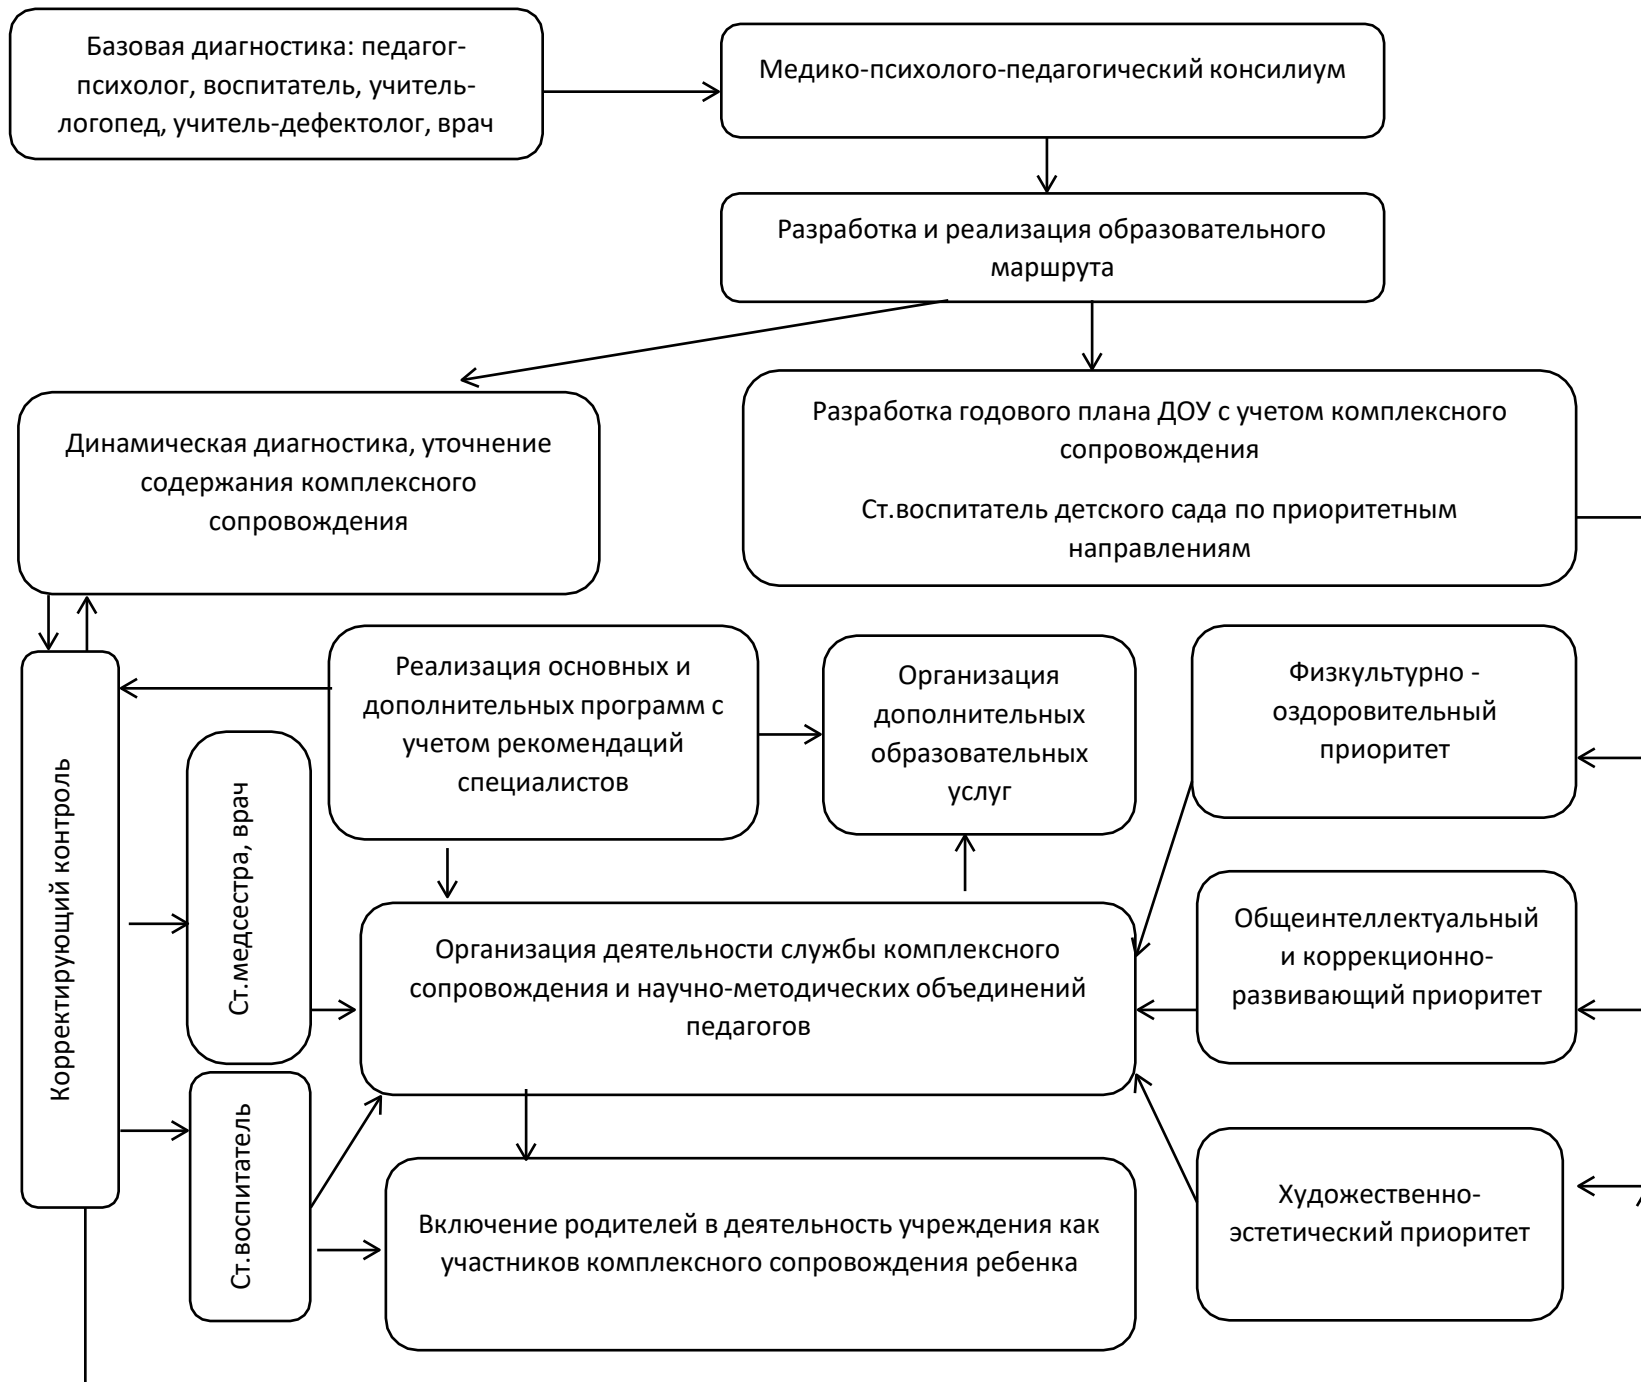 Базовая диагностика: педагог-
психолог, воспитатель, учитель-
логопед, учитель-дефектолог, врач
Медико-психолого-педагогический консилиум
Разработка и реализация образовательного
маршрута
Динамическая диагностика, уточнение
содержания комплексного
сопровождения
Разработка годового плана ДОУ с учетом комплексного
сопровождения
Ст.воспитатель детского сада по приоритетным
направлениям
Корректирующий контроль
Ст.медсестра, врач
Ст.воспитатель
Реализация основных и
дополнительных программ с
учетом рекомендаций
специалистов
Организация
дополнительных
образовательных
услуг
Физкультурно -
оздоровительный
приоритет
Организация деятельности службы комплексного
сопровождения и научно-методических объединений
педагогов
Общеинтеллектуальный
и коррекционно-
развивающий приоритет
Включение родителей в деятельность учреждения как
участников комплексного сопровождения ребенка
Художественно-
эстетический приоритет